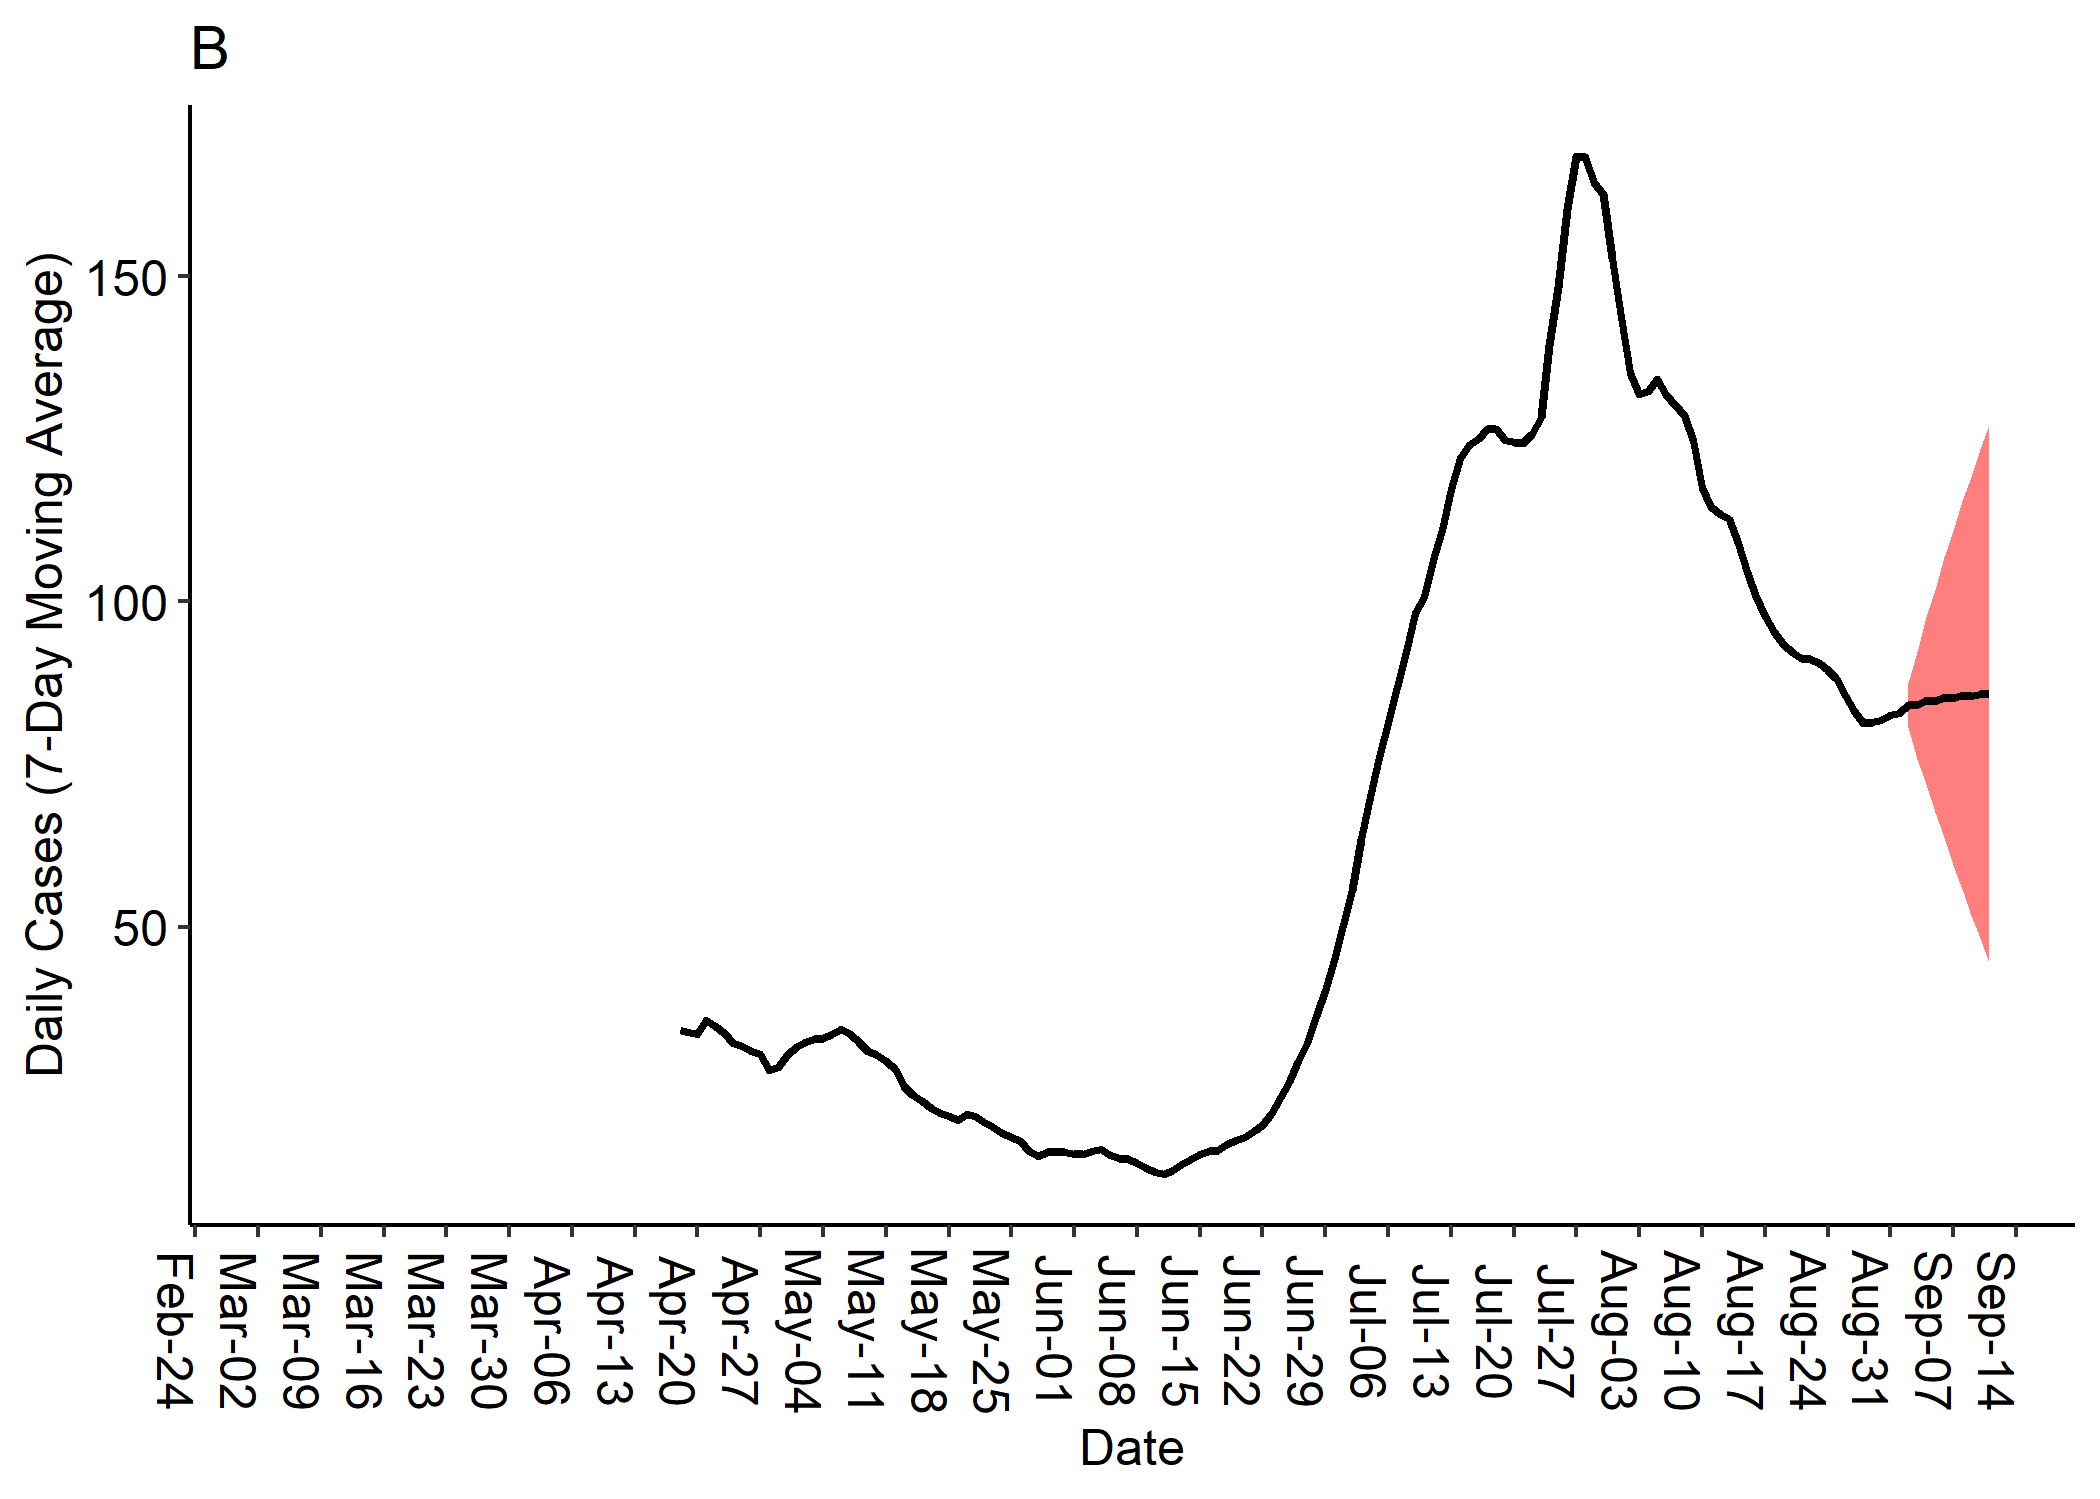 B
Daily Cases (7-Day Moving Average)
150
100
50
Feb-24
Mar-02
Mar-09
Mar-16
Mar-23
Mar-30
Apr-06
Apr-13
Apr-20
Apr-27
May-04
May-11
May-18
May-25
Jun-01
Jun-08
Jun-15
Jun-22
Jun-29
Jul-06
Jul-13
Jul-20
Jul-27
Aug-03
Aug-10
Aug-17
Aug-24
Aug-31
Sep-07
Sep-14
Date